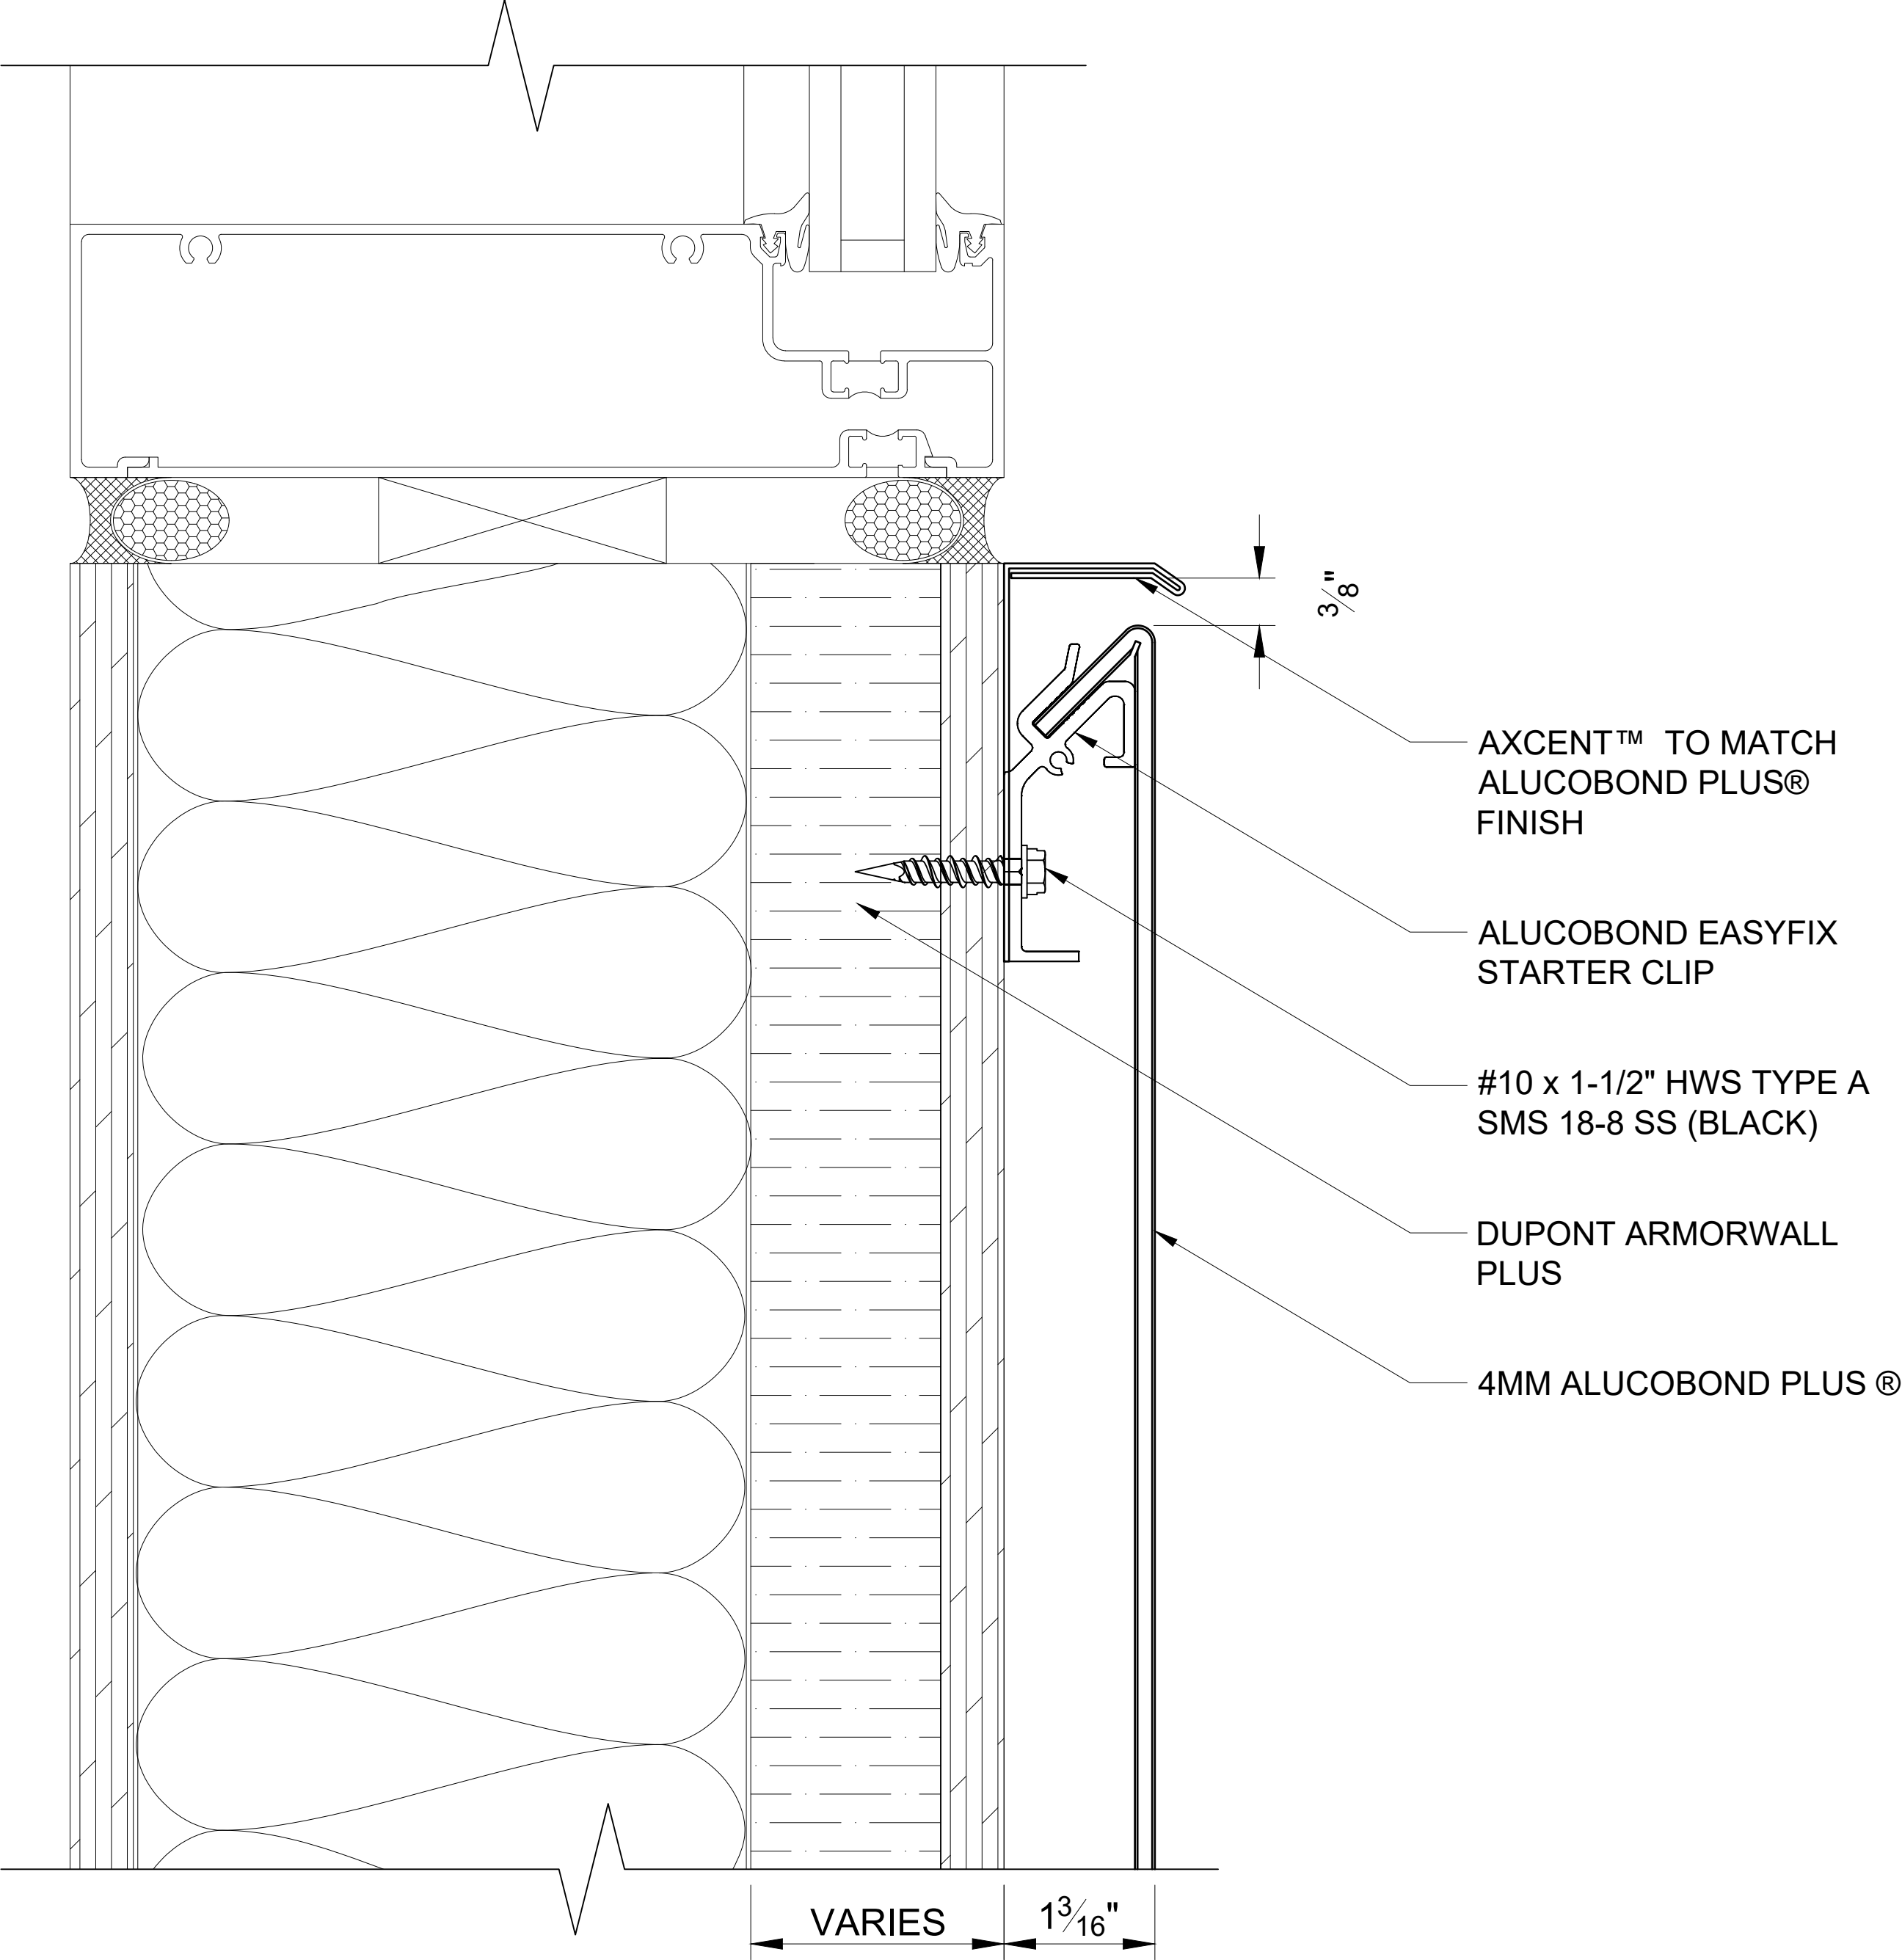 3/8"
AXCENT™ TO MATCH
ALUCOBOND PLUS®
FINISH
ALUCOBOND EASYFIX
STARTER CLIP
#10 x 1-1/2" HWS TYPE A
SMS 18-8 SS (BLACK)
DUPONT ARMORWALL
PLUS
4MM ALUCOBOND PLUS ®
VARIES
1 3/16"